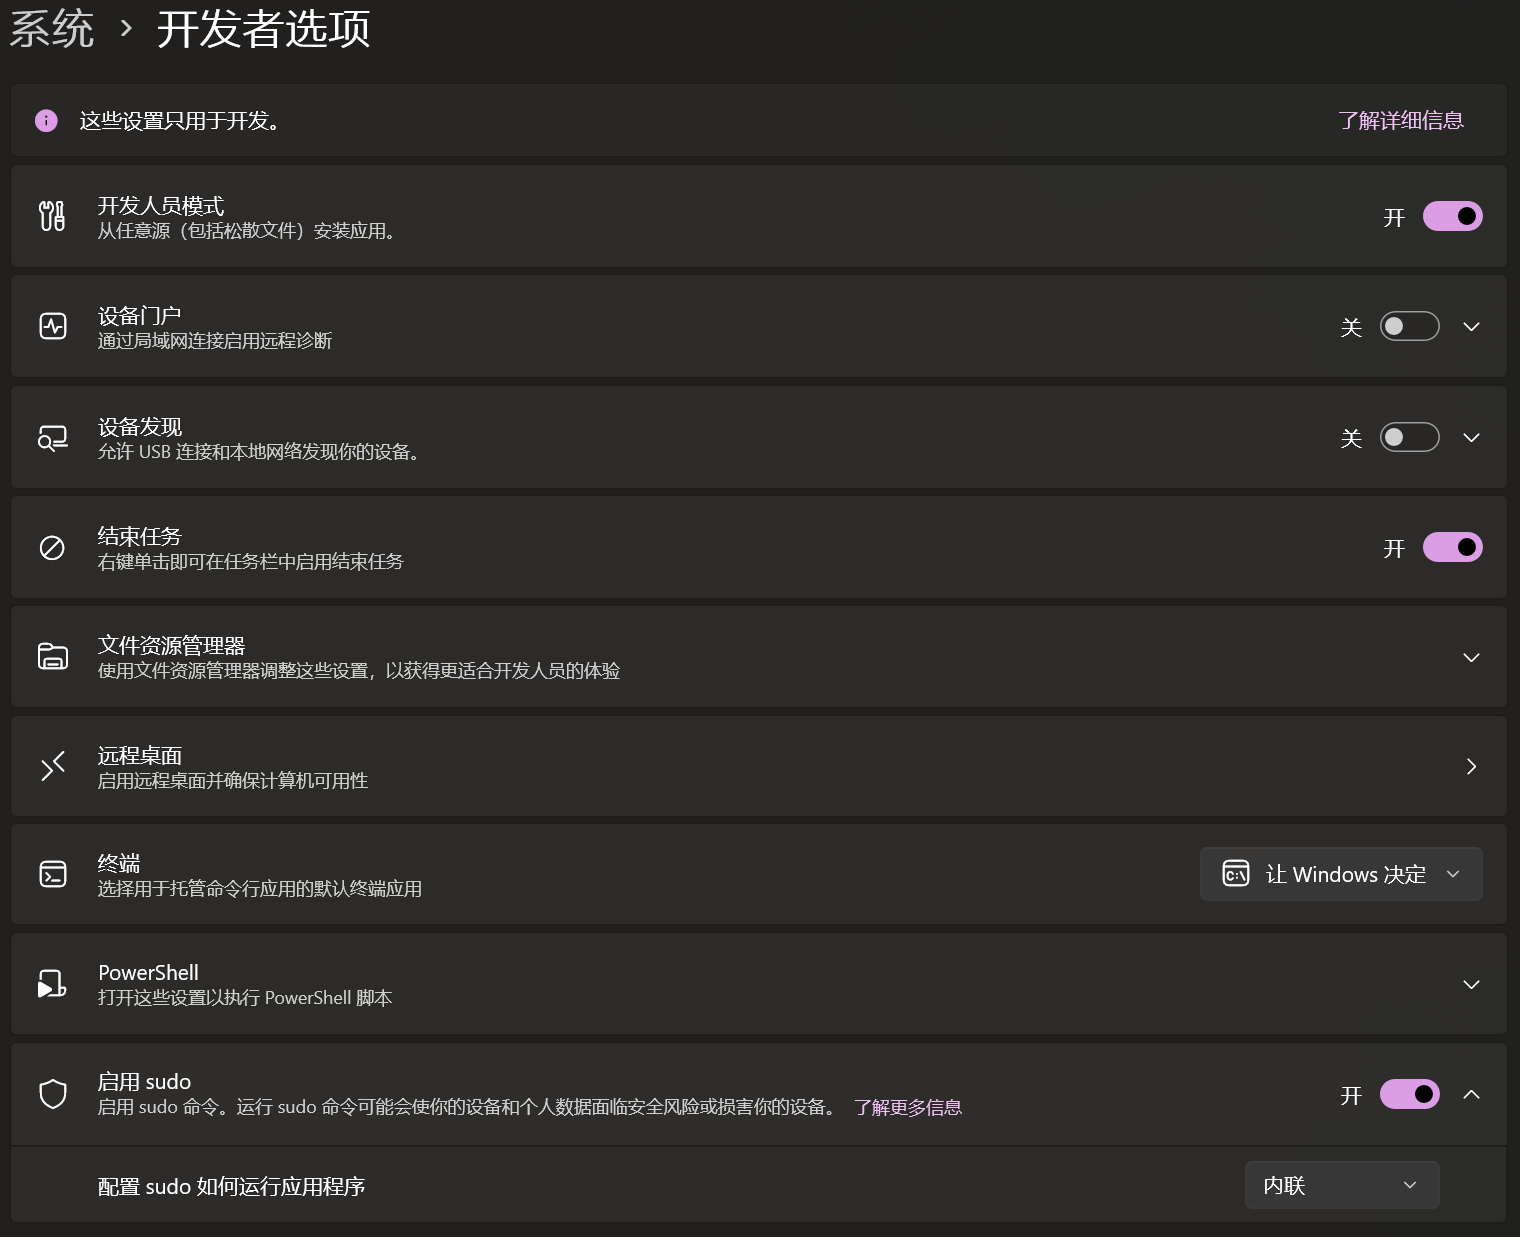 系统 › 开发者选项
这些设置只用于开发。 了解详细信息
开发人员模式
从任意源（包括松散文件）安装应用。
开
设备门户
通过局域网连接启用远程诊断
关
设备发现
允许 USB 连接和本地网络发现你的设备。
关
结束任务
右键单击即可在任务栏中启用结束任务
开
文件资源管理器
使用文件资源管理器调整这些设置，以获得更适合开发人员的体验
远程桌面
启用远程桌面并确保计算机可用性
终端
选择用于托管命令行应用的默认终端应用
C:\ 让 Windows 决定
PowerShell
打开这些设置以执行 PowerShell 脚本
启用 sudo
启用 sudo 命令。运行 sudo 命令可能会使你的设备和个人数据面临安全风险或损害你的设备。 了解更多信息
开
配置 sudo 如何运行应用程序
内联